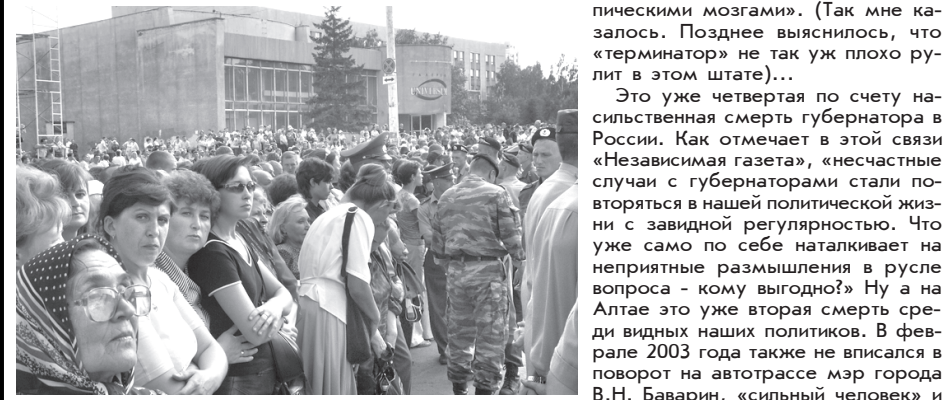 UNIVERSUM
пическими мозгами». (Так мне ка-
залось. Позднее выяснилось, что
«терминатор» не так уж плохо ру-
лит в этом штате)...
Это уже четвертая по счету на-
сильственная смерть губернатора в
России. Как отмечает в этой связи
«Независимая газета», «несчастные
случаи с губернаторами стали по-
вторяться в нашей политической жиз-
ни с завидной регулярностью. Что
уже само по себе наталкивает на
неприятные размышления в русле
вопроса - кому выгодно?» Ну а на
Алтае это уже вторая смерть сре-
ди видных наших политиков. В фев-
рале 2003 года также не вписался в
поворот на автотрассе мэр города
В.Н. Баварин, «сильный человек» и